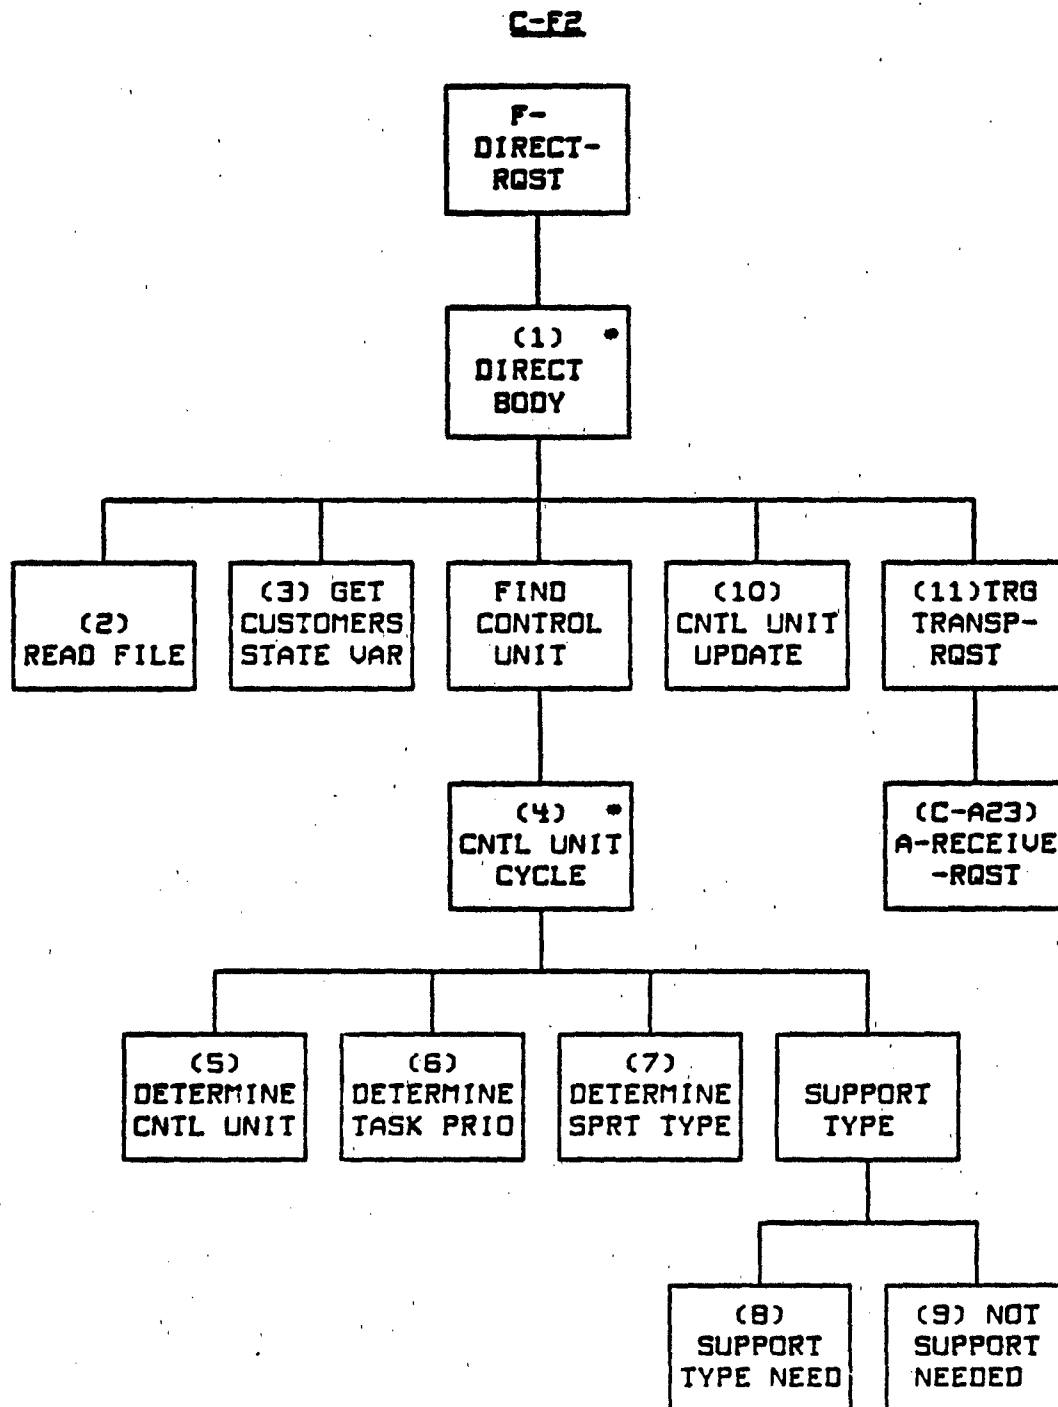 C-F2
F-
DIRECT-
RQST
(1) *
DIRECT
BODY
(2)
READ FILE
(3) GET
CUSTOMERS
STATE VAR
FIND
CONTROL
UNIT
(10)
CNTL UNIT
UPDATE
(11)TRG
TRANSP-
RQST
(4) *
CNTL UNIT
CYCLE
(C-A23)
A-RECEIVE
-RQST
(5)
DETERMINE
CNTL UNIT
(6)
DETERMINE
TASK PRIO
(7)
DETERMINE
SPRT TYPE
SUPPORT
TYPE
(8)
SUPPORT
TYPE NEED
(9) NOT
SUPPORT
NEEDED